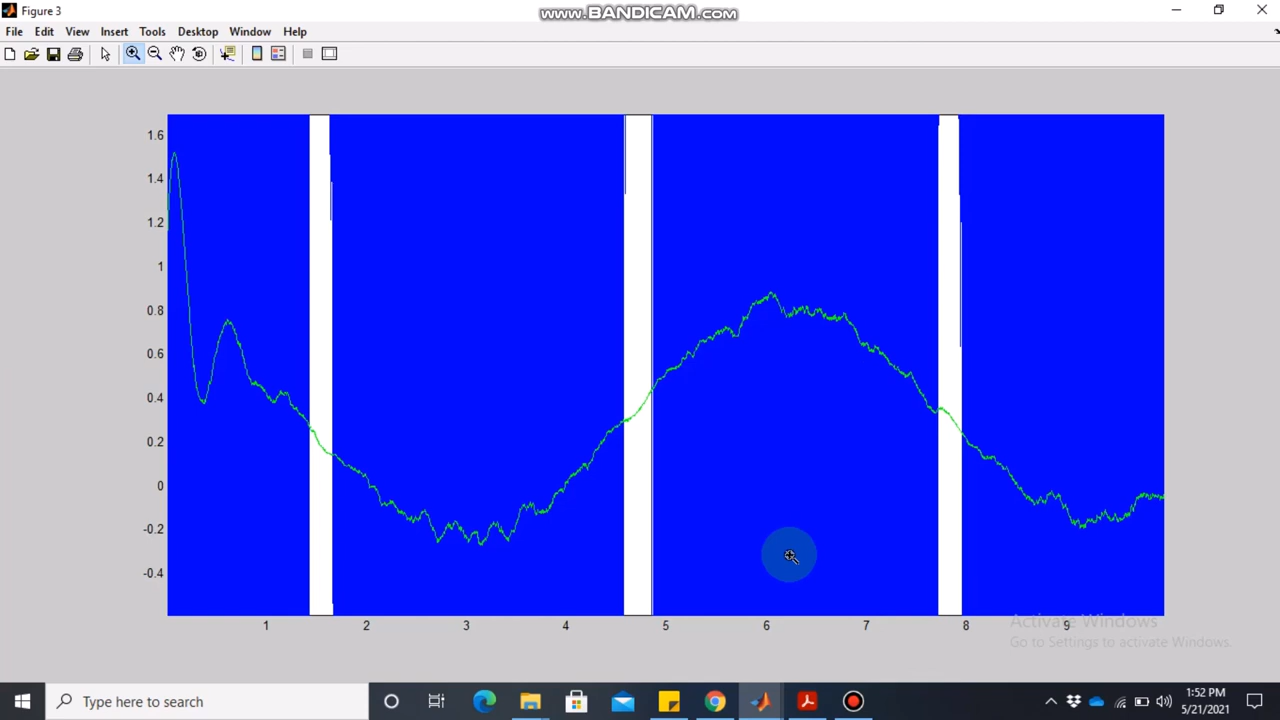 Figure 3
www.BANDICAM.com
File Edit View Insert Tools Desktop Window Help
1.6
1.4
1.2
1
0.8
0.6
0.4
0.2
0
-0.2
-0.4
1 2 3 4 5 6 7 8 9
Activate Windows
Go to Settings to activate Windows.
Type here to search
1:52 PM
5/21/2021